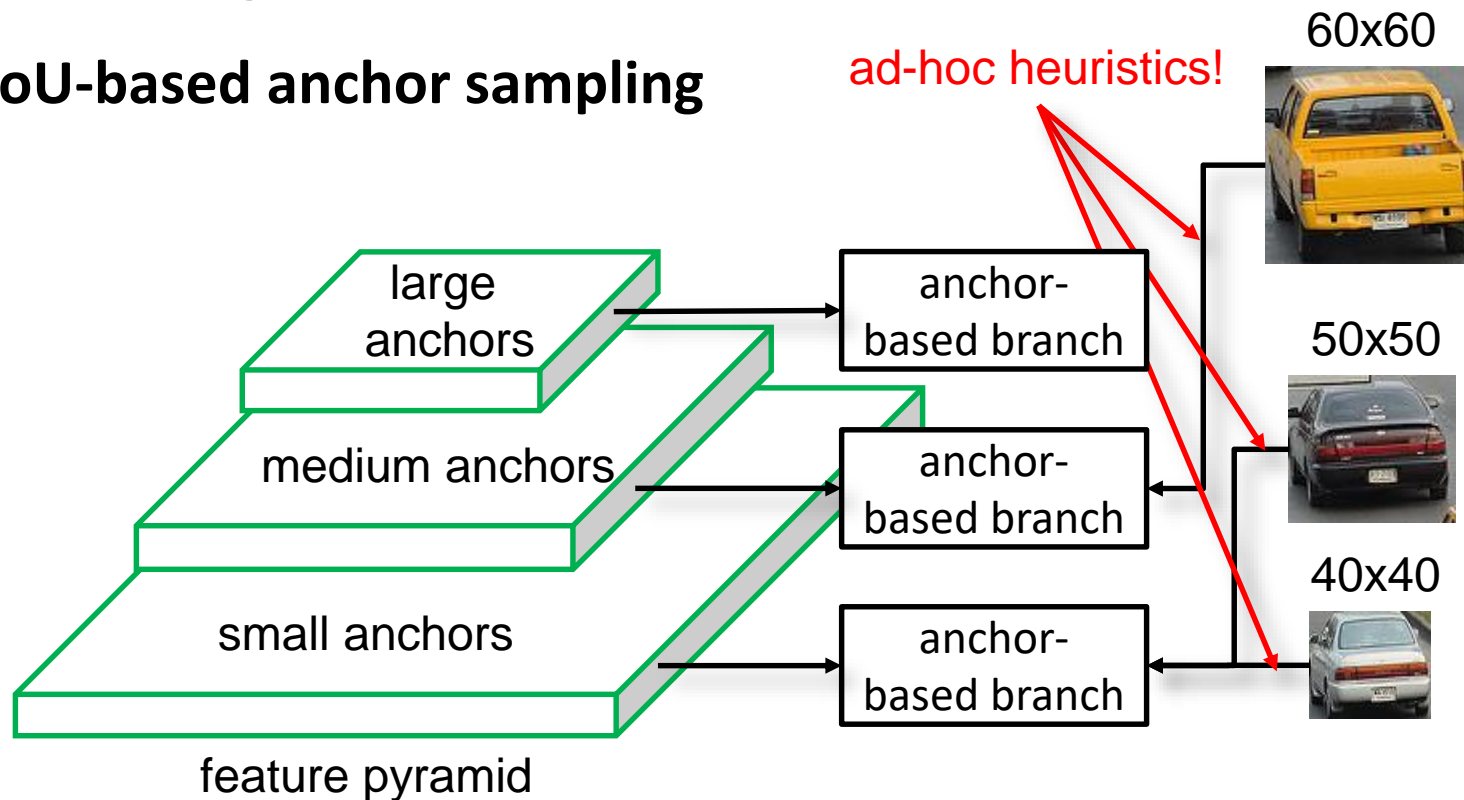 oU-based anchor sampling
ad-hoc heuristics!
60x60
large
anchors
anchor-
based branch
50x50
medium anchors
anchor-
based branch
40x40
small anchors
anchor-
based branch
feature pyramid